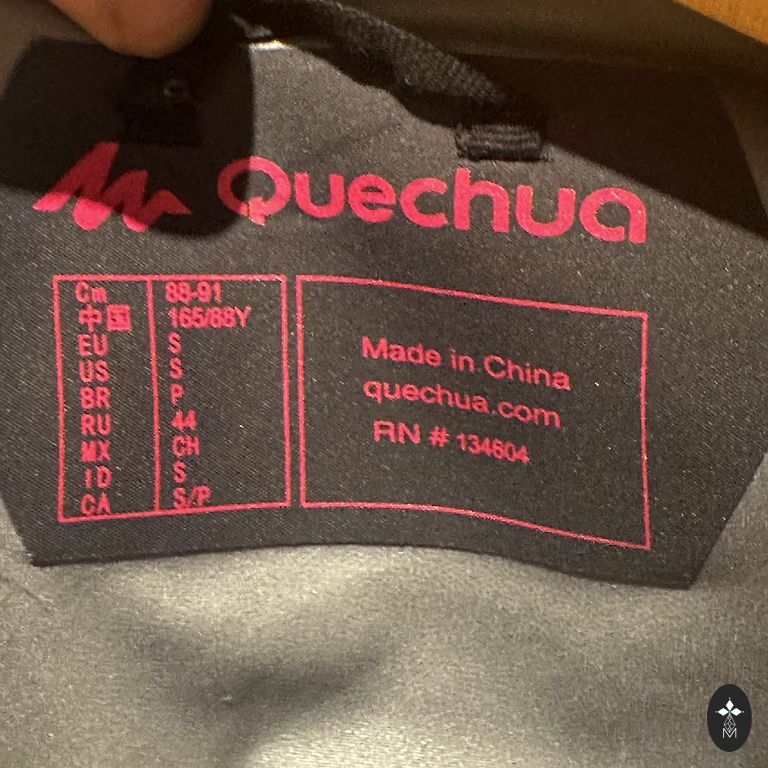 Quechua
Cm 88-91
中国 165/88Y
EU S
US S
BR P
RU 44
MX CH
ID S
CA S/P
Made in China
quechua.com
RN # 134604
M